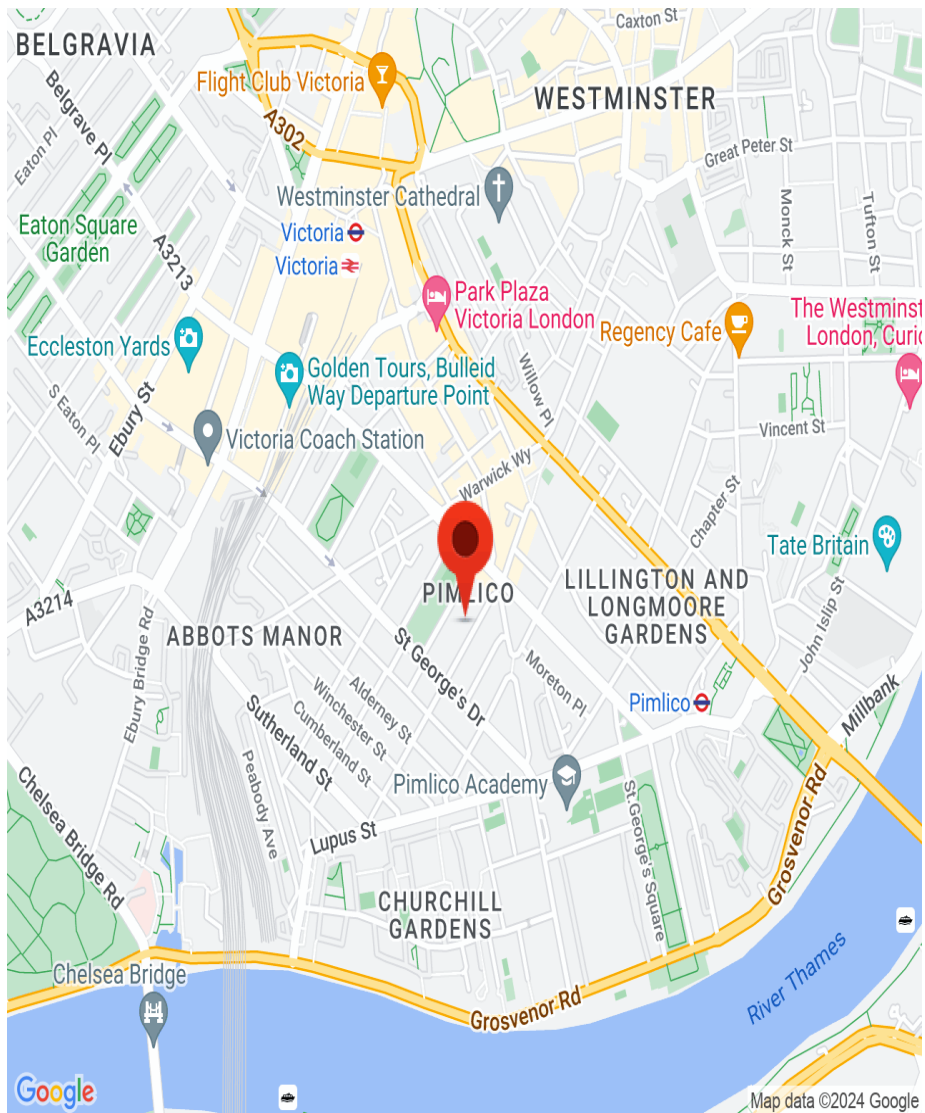 Caxton St
BELGRAVIA
Flight Club Victoria
WESTMINSTER
Belgrave Pl
A302
Eaton Pl
Great Peter St
Westminster Cathedral
Monck St
Tufton St
Eaton Square
Garden
Victoria
A3213
Victoria
Park Plaza
Victoria London
The Westminst
London, Curio
Regency Cafe
Eccleston Yards
Golden Tours, Bulleid
Way Departure Point
Willow Pl
S Eaton Pl
Ebury St
Victoria Coach Station
Vincent St
Warwick Wy
Chapter St
Tate Britain
PIMLICO
LILLINGTON AND
LONGMOORE
GARDENS
A3214
ABBOTS MANOR
John Islip St
Ebury Bridge Rd
St George's Dr
Moreton Pl
Alderney St
Winchester St
Cumberland St
Sutherland St
Pimlico
Millbank
Peabody Ave
Pimlico Academy
Chelsea Bridge Rd
Lupus St
St.George's Square
Grosvenor Rd
CHURCHILL
GARDENS
Chelsea Bridge
River Thames
Grosvenor Rd
Google
Map data ©2024 Google